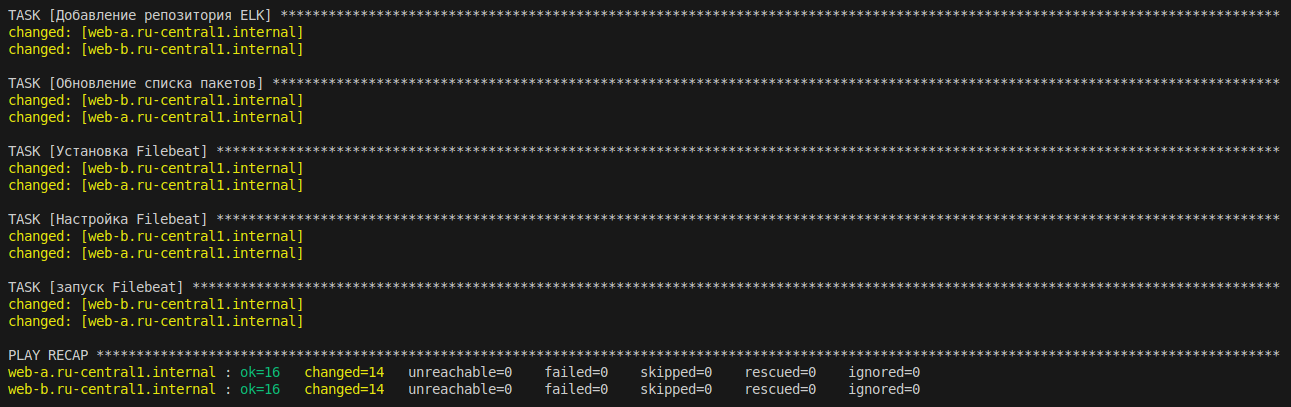 TASK [Добавление репозитория ELK] *****************************************************************************************************************************
changed: [web-a.ru-central1.internal]
changed: [web-b.ru-central1.internal]
TASK [Обновление списка пакетов] ******************************************************************************************************************************
changed: [web-b.ru-central1.internal]
changed: [web-a.ru-central1.internal]
TASK [Установка Filebeat] *************************************************************************************************************************************
changed: [web-b.ru-central1.internal]
changed: [web-a.ru-central1.internal]
TASK [Настройка Filebeat] *************************************************************************************************************************************
changed: [web-b.ru-central1.internal]
changed: [web-a.ru-central1.internal]
TASK [запуск Filebeat] ****************************************************************************************************************************************
changed: [web-b.ru-central1.internal]
changed: [web-a.ru-central1.internal]
PLAY RECAP ****************************************************************************************************************************************************
web-a.ru-central1.internal : ok=16   changed=14   unreachable=0    failed=0    skipped=0    rescued=0    ignored=0
web-b.ru-central1.internal : ok=16   changed=14   unreachable=0    failed=0    skipped=0    rescued=0    ignored=0